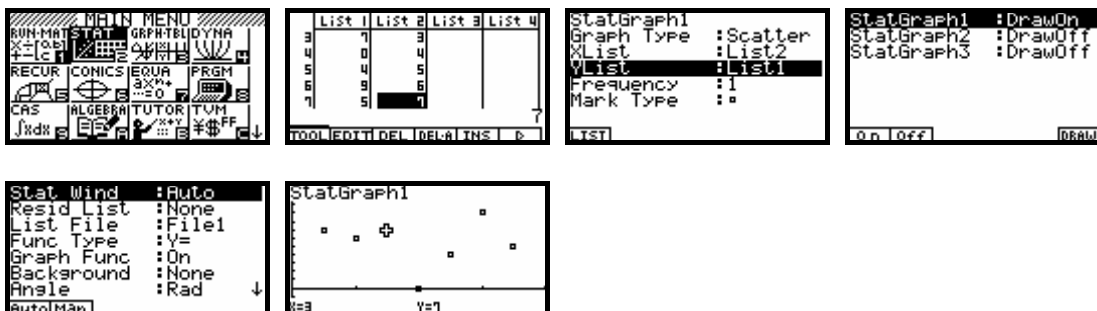 MAIN MENU
RUN·MAT STAT GRPH·TBL DYNA
RECUR CONICS EQUA PRGM
CAS ALGEBRA TUTOR TVM
List 1 List 2 List 3 List 4
3 7 3
4 0 4
5 4 5
6 9 6
7 5 7
7
TOOL EDIT DEL DEL·A INS
StatGraph1
Graph Type :Scatter
XList :List2
YList :List1
Frequency :1
Mark Type :▫
LIST
StatGraph1 :DrawOn
StatGraph2 :DrawOff
StatGraph3 :DrawOff
On Off DRAW
Stat Wind :Auto
Resid List :None
List File :File1
Func Type :Y=
Graph Func :On
Background :None
Angle :Rad ↓
Auto Man
StatGraph1
X=3 Y=7